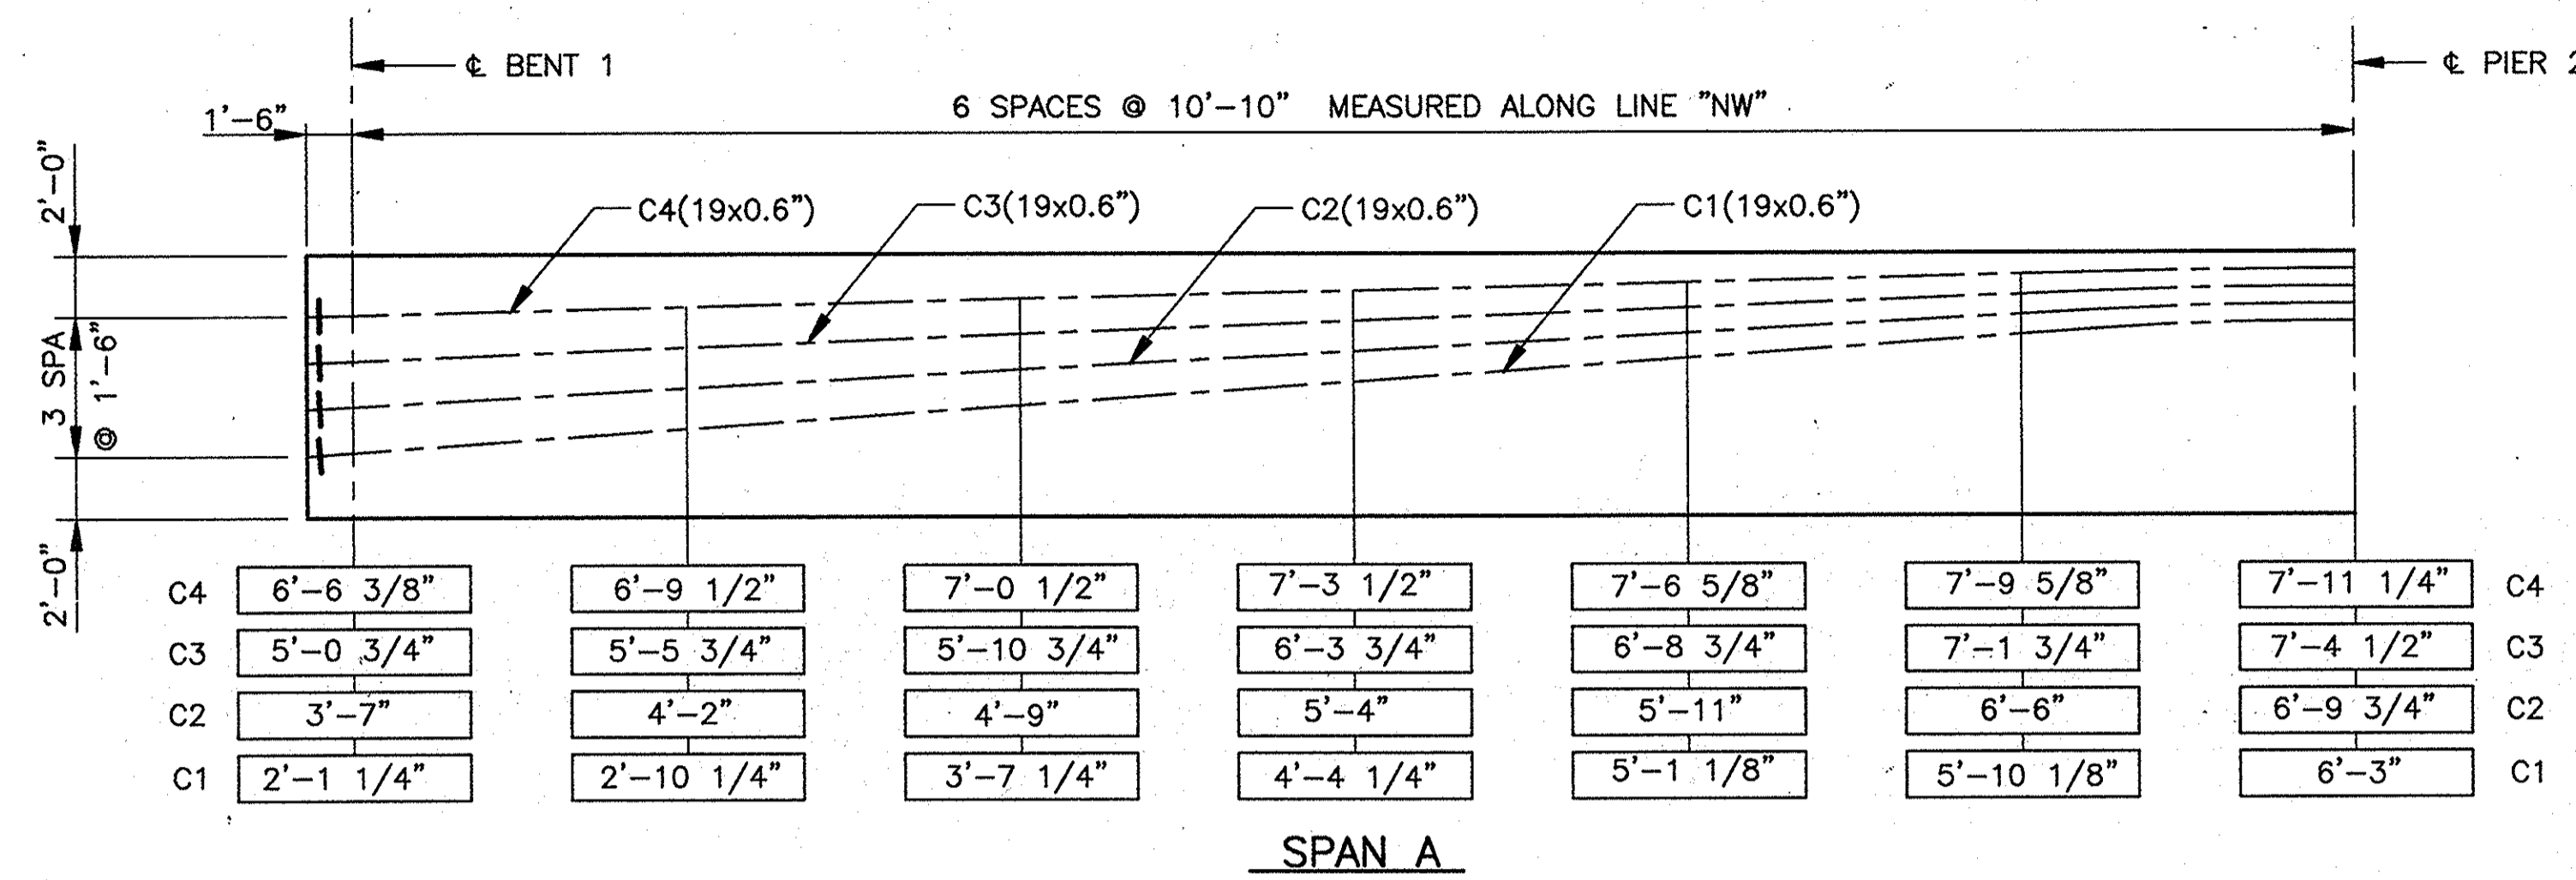 ℄ BENT 1
℄ PIER 2
1'-6"
6 SPACES @ 10'-10" MEASURED ALONG LINE "NW"
2'-0"
3 SPA
@ 1'-6"
2'-0"
C4(19x0.6")
C3(19x0.6")
C2(19x0.6")
C1(19x0.6")
C4 6'-6 3/8" 6'-9 1/2" 7'-0 1/2" 7'-3 1/2" 7'-6 5/8" 7'-9 5/8" 7'-11 1/4" C4
C3 5'-0 3/4" 5'-5 3/4" 5'-10 3/4" 6'-3 3/4" 6'-8 3/4" 7'-1 3/4" 7'-4 1/2" C3
C2 3'-7" 4'-2" 4'-9" 5'-4" 5'-11" 6'-6" 6'-9 3/4" C2
C1 2'-1 1/4" 2'-10 1/4" 3'-7 1/4" 4'-4 1/4" 5'-1 1/8" 5'-10 1/8" 6'-3" C1
SPAN A